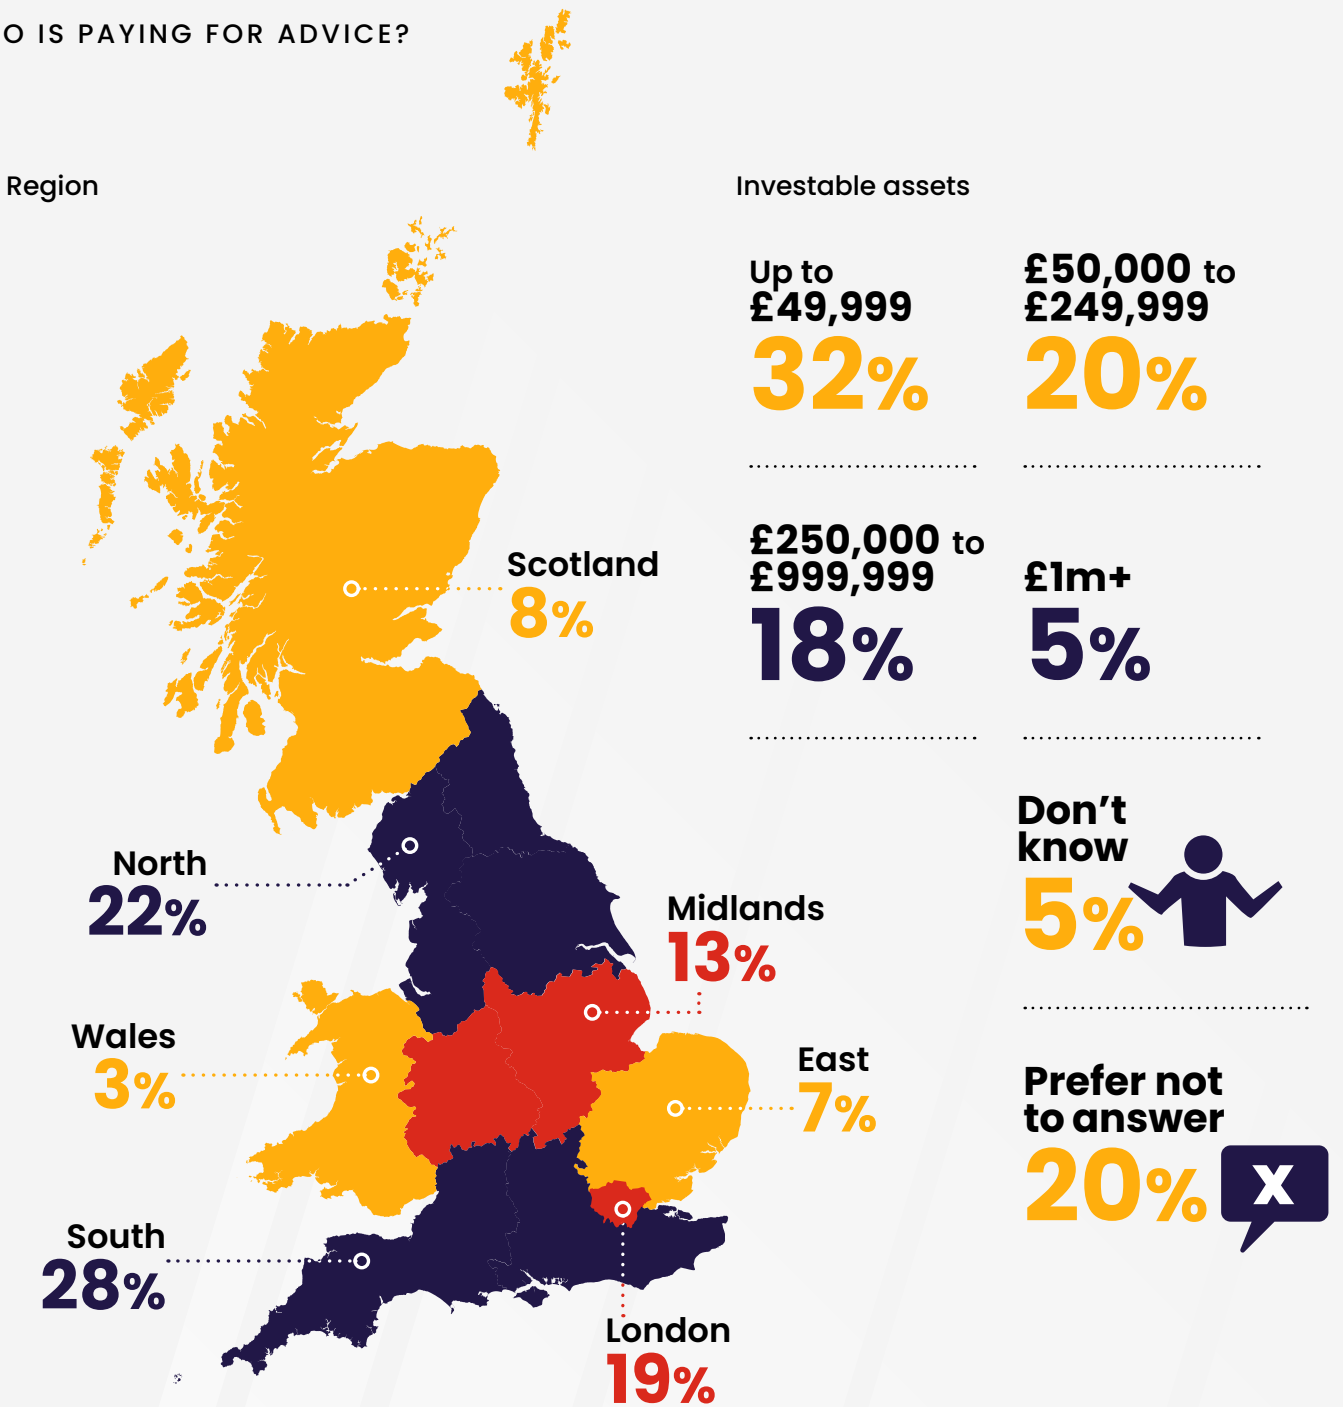 O IS PAYING FOR ADVICE?
Region
Scotland
8%
North
22%
Midlands
13%
Wales
3%
East
7%
South
28%
London
19%
Investable assets
Up to
£49,999
32%
£50,000 to
£249,999
20%
£250,000 to
£999,999
18%
£1m+
5%
Don’t
know
5%
Prefer not
to answer
20%
X